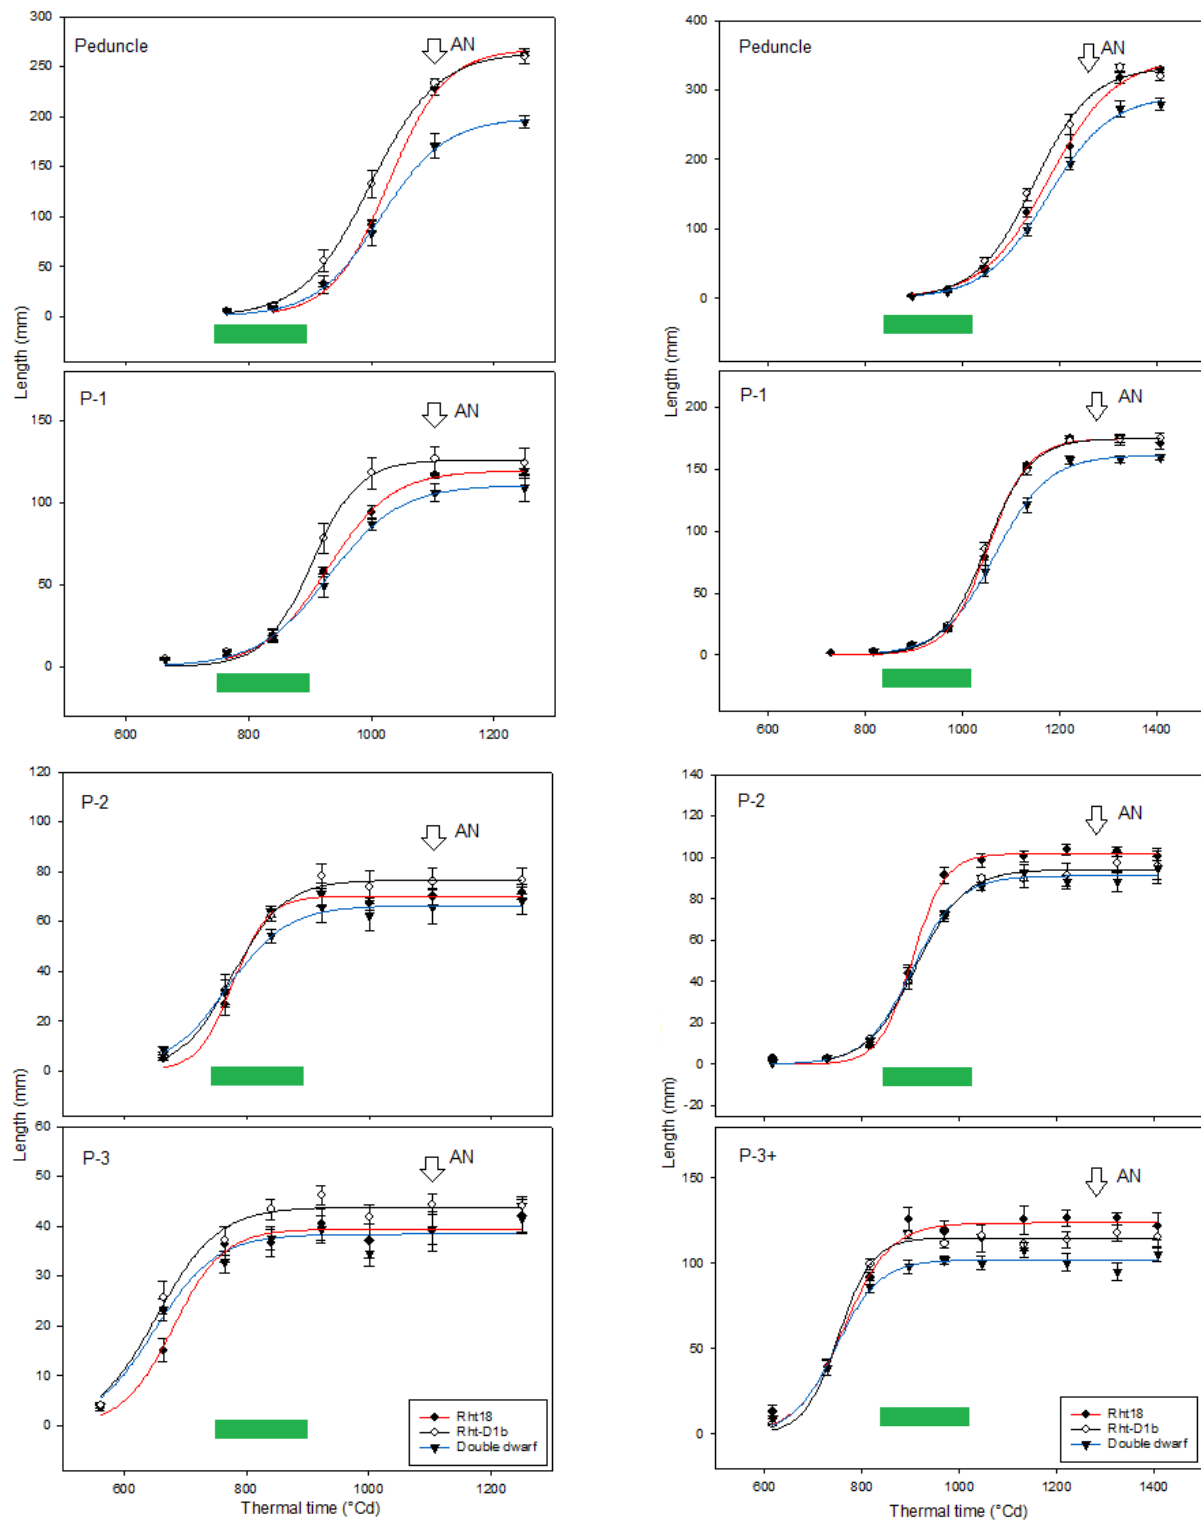 Peduncle
AN
300
250
200
150
100
50
0
Length (mm)
P-1
AN
150
100
50
0
600 800 1000 1200
Peduncle
AN
400
300
200
100
0
Length (mm)
P-1
AN
200
150
100
50
0
600 800 1000 1200 1400
P-2
AN
120
100
80
60
40
20
0
Length (mm)
P-3
AN
60
50
40
30
20
10
0
Rht18
Rht-D1b
Double dwarf
600 800 1000 1200
Thermal time (°Cd)
P-2
AN
140
120
100
80
60
40
20
0
-20
Length (mm)
P-3+
AN
150
100
50
0
Rht18
Rht-D1b
Double dwarf
600 800 1000 1200 1400
Thermal time (°Cd)